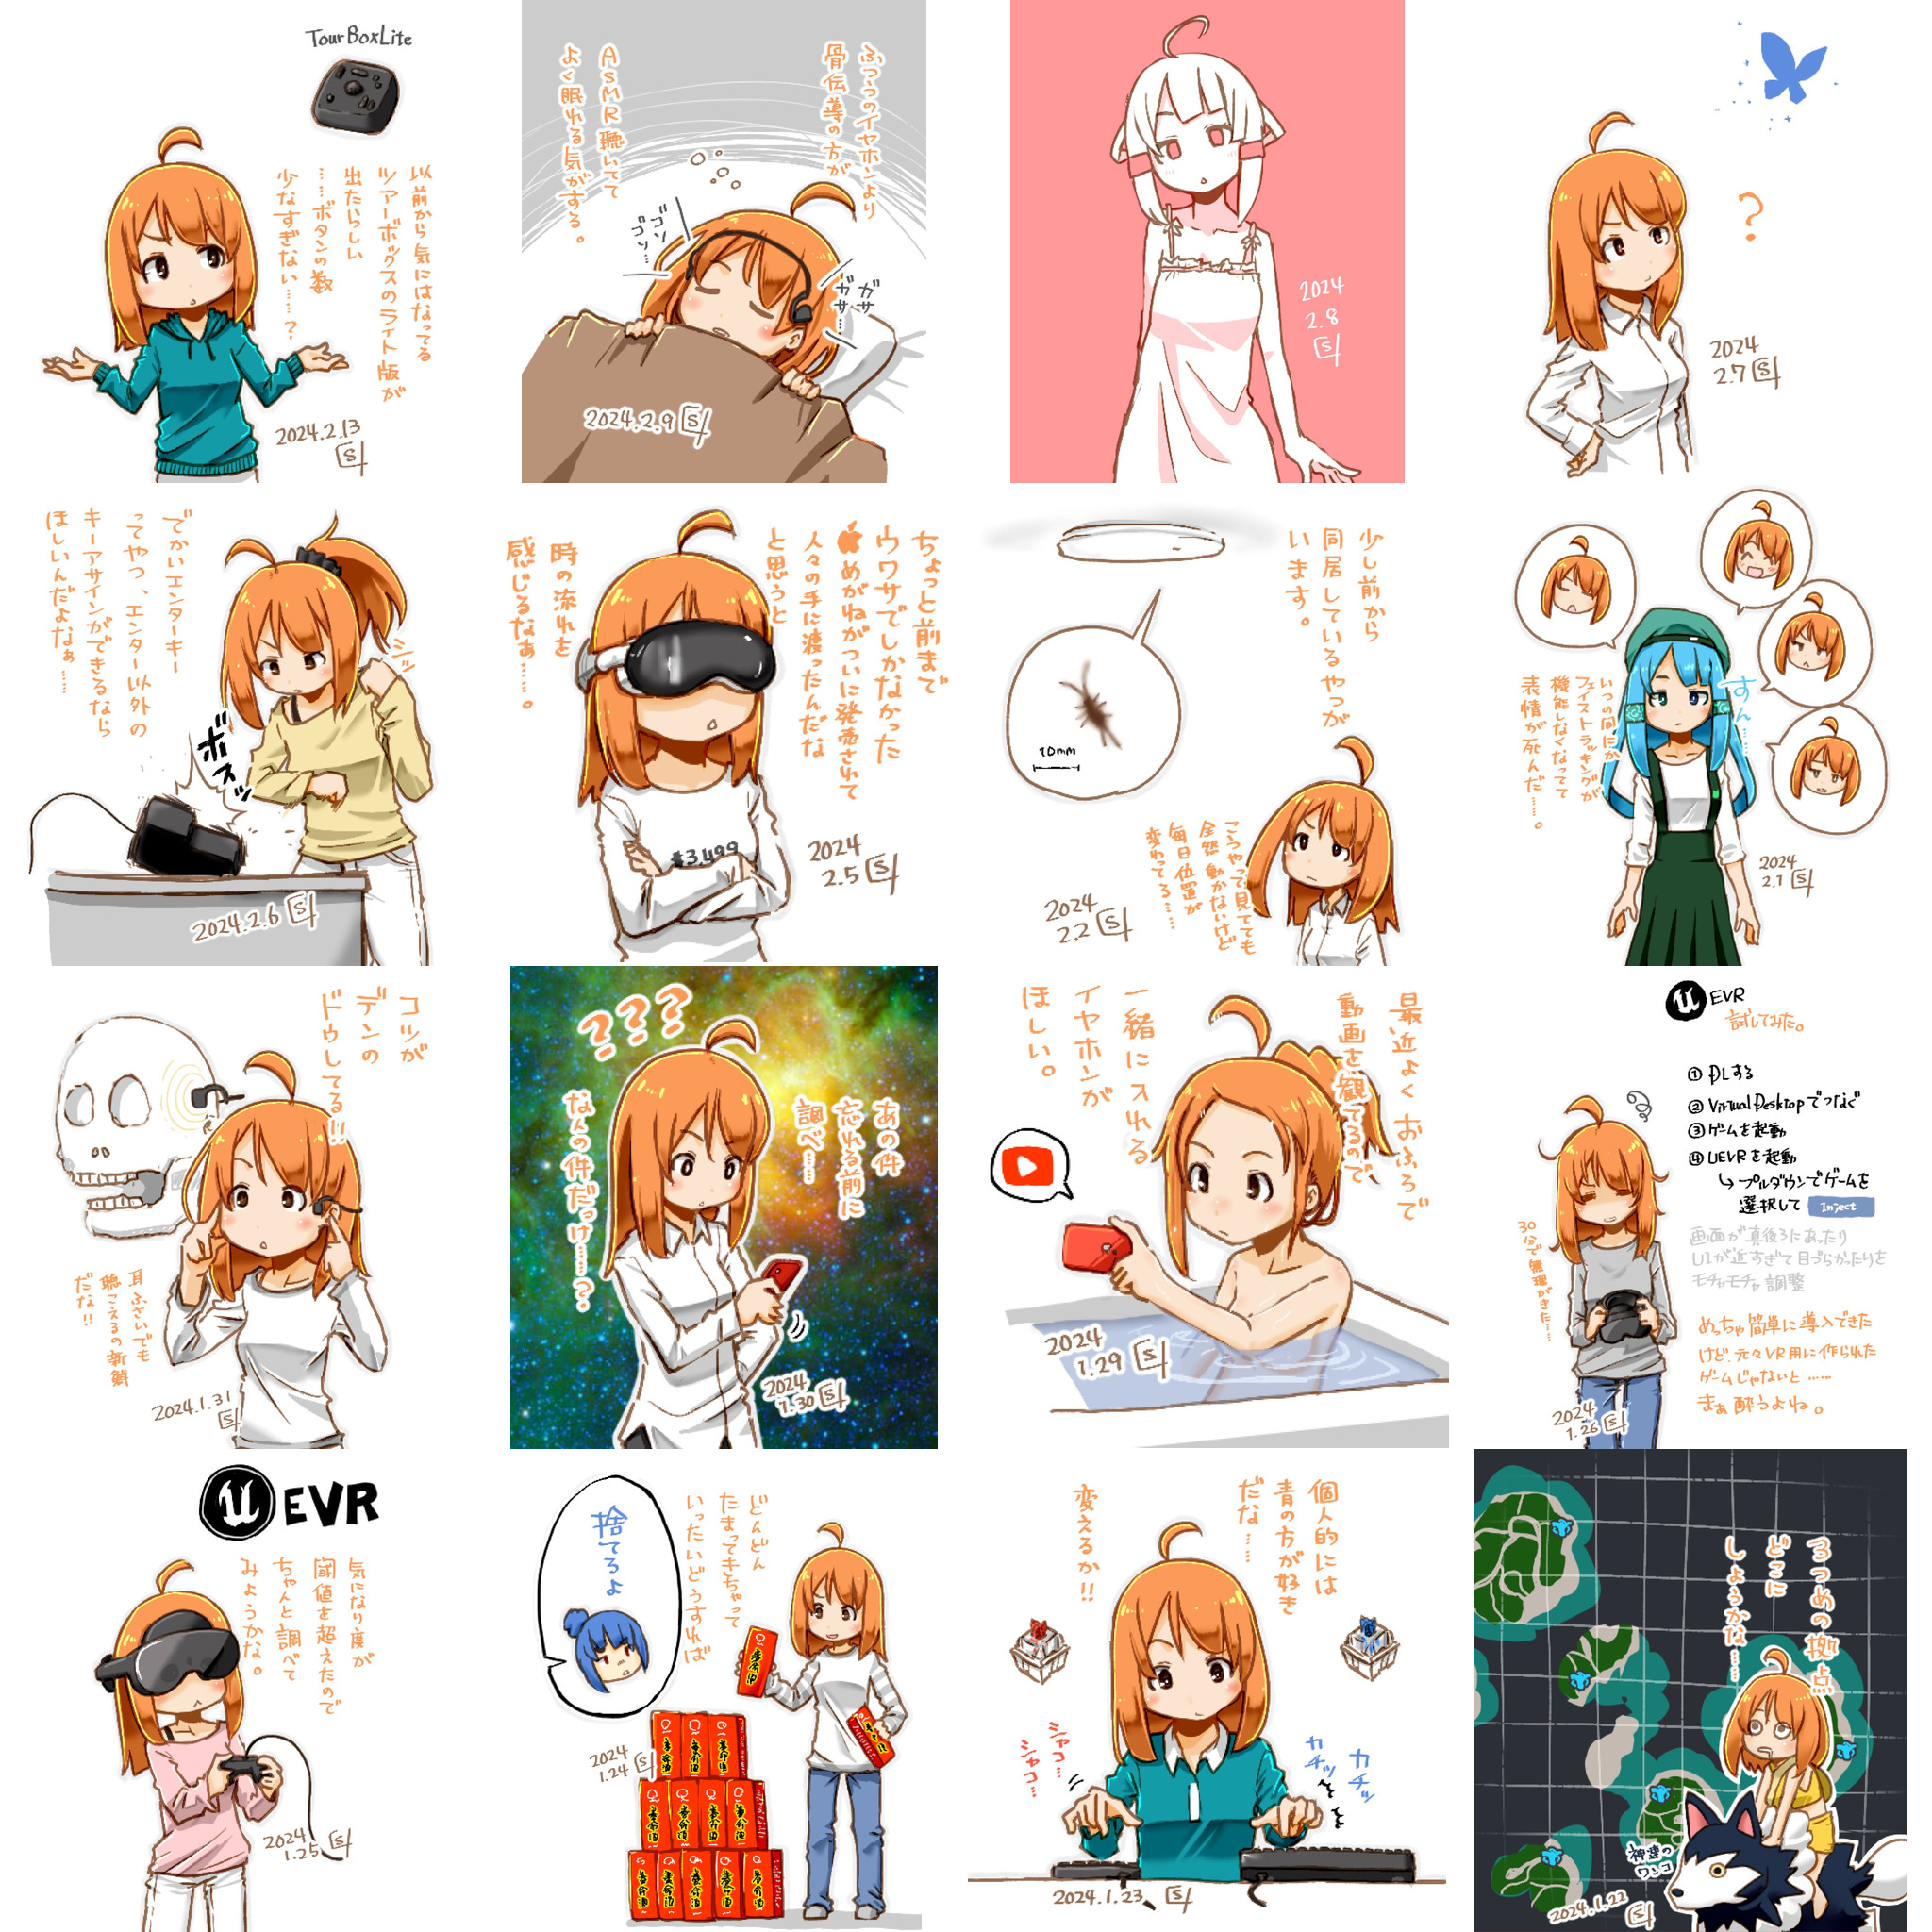 TourBoxLite
以前から気にはなってる
ツアーボックスのライト版が
出たらしい
……ボタンの数
少なすぎない……？
2024.2.13
ふつうのイヤホンより
骨伝導の方が
ASMR聴いてて
よく眠れる気がする。
ゴソゴソ…
ガサガサ…
2024.2.9
2024
2.8
？
2024
2.7
でかいエンターキー
ってやつ、エンター以外の
キーアサインができるなら
ほしいんだよなぁ……
ボスッ
2024.2.6
ちょっと前まで
ウワサでしかなかった
めがねがついに発売されて
人々の手に渡ったんだな
と思うと
時の流れを
感じるなぁ……。
$3,499
2024
2.5
少し前から
同居しているやつが
います。
10mm
こうやって見てても
全然動かないけど
毎日位置が
変わってる……
2024
2.2
すん……
いつの間にか
フェイストラッキングが
機能しなくなってて
表情が死んだ……。
2024
2.1
コツが
デンの
ドウしてる!!
耳ふさいでも
聴こえるの新鮮
だな!!
2024.1.31
？？？
あの件
忘れる前に
調べ……
なんの件だっけ……？
2024
1.30
最近よくおふろで
動画を観てるので、
一緒に入れる
イヤホンが
ほしい。
2024
1.29
EVR
試してみた。
① DLする
② Virtual Desktopでつなぐ
③ ゲームを起動
④ UEVRを起動
↳プルダウンでゲームを
選択して Inject
画面が真後ろにあったり
UIが近すぎて目づらかったりを
モチャモチャ調整
30分で無理がきた……
めっちゃ簡単に導入できた
けど、元々VR用に作られた
ゲームじゃないと……
まぁ酔うよね。
2024
1.26
EVR
気になり度が
閾値を超えたので
ちゃんと調べて
みようかな。
2024
1.25
どんどん
たまってきちゃって
いったいどうすれば
捨てろよ
2024
1.24
個人的には
青の方が好き
だな……
変えるか!!
シャコ…
シャコ…
カチッ
カチッ
2024.1.23
3つめの拠点
どこに
しようかな……
神速の
ワンコ
2024.1.22